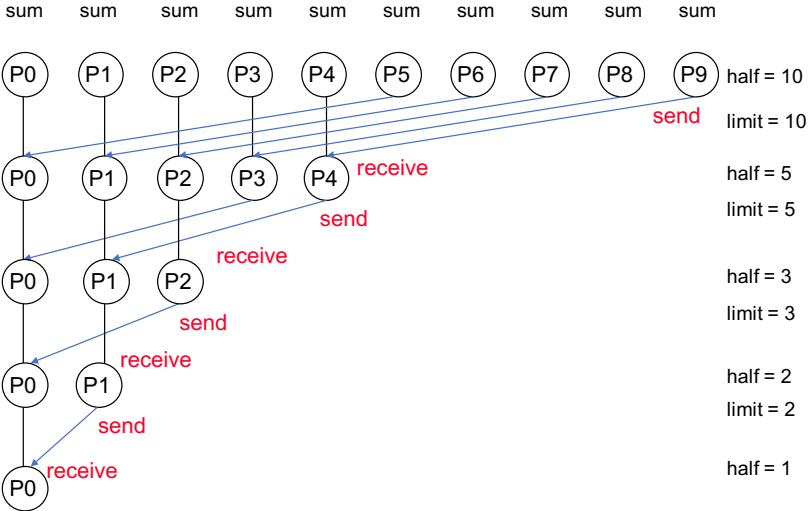 sum sum sum sum sum sum sum sum sum sum
P0 P1 P2 P3 P4 P5 P6 P7 P8 P9 half = 10
send limit = 10
P0 P1 P2 P3 P4 receive half = 5
send limit = 5
receive
P0 P1 P2 half = 3
send limit = 3
receive
P0 P1 half = 2
send limit = 2
P0 receive half = 1